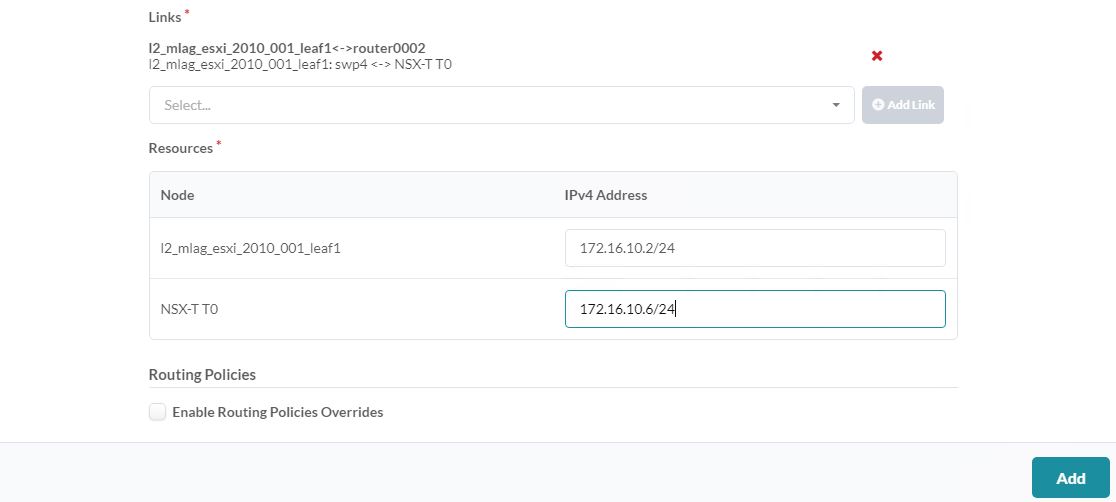 Links *
l2_mlag_esxi_2010_001_leaf1<->router0002
l2_mlag_esxi_2010_001_leaf1: swp4 <-> NSX-T T0
Select...
Add Link
Resources *
Node IPv4 Address
l2_mlag_esxi_2010_001_leaf1 172.16.10.2/24
NSX-T T0 172.16.10.6/24
Routing Policies
Enable Routing Policies Overrides
Add